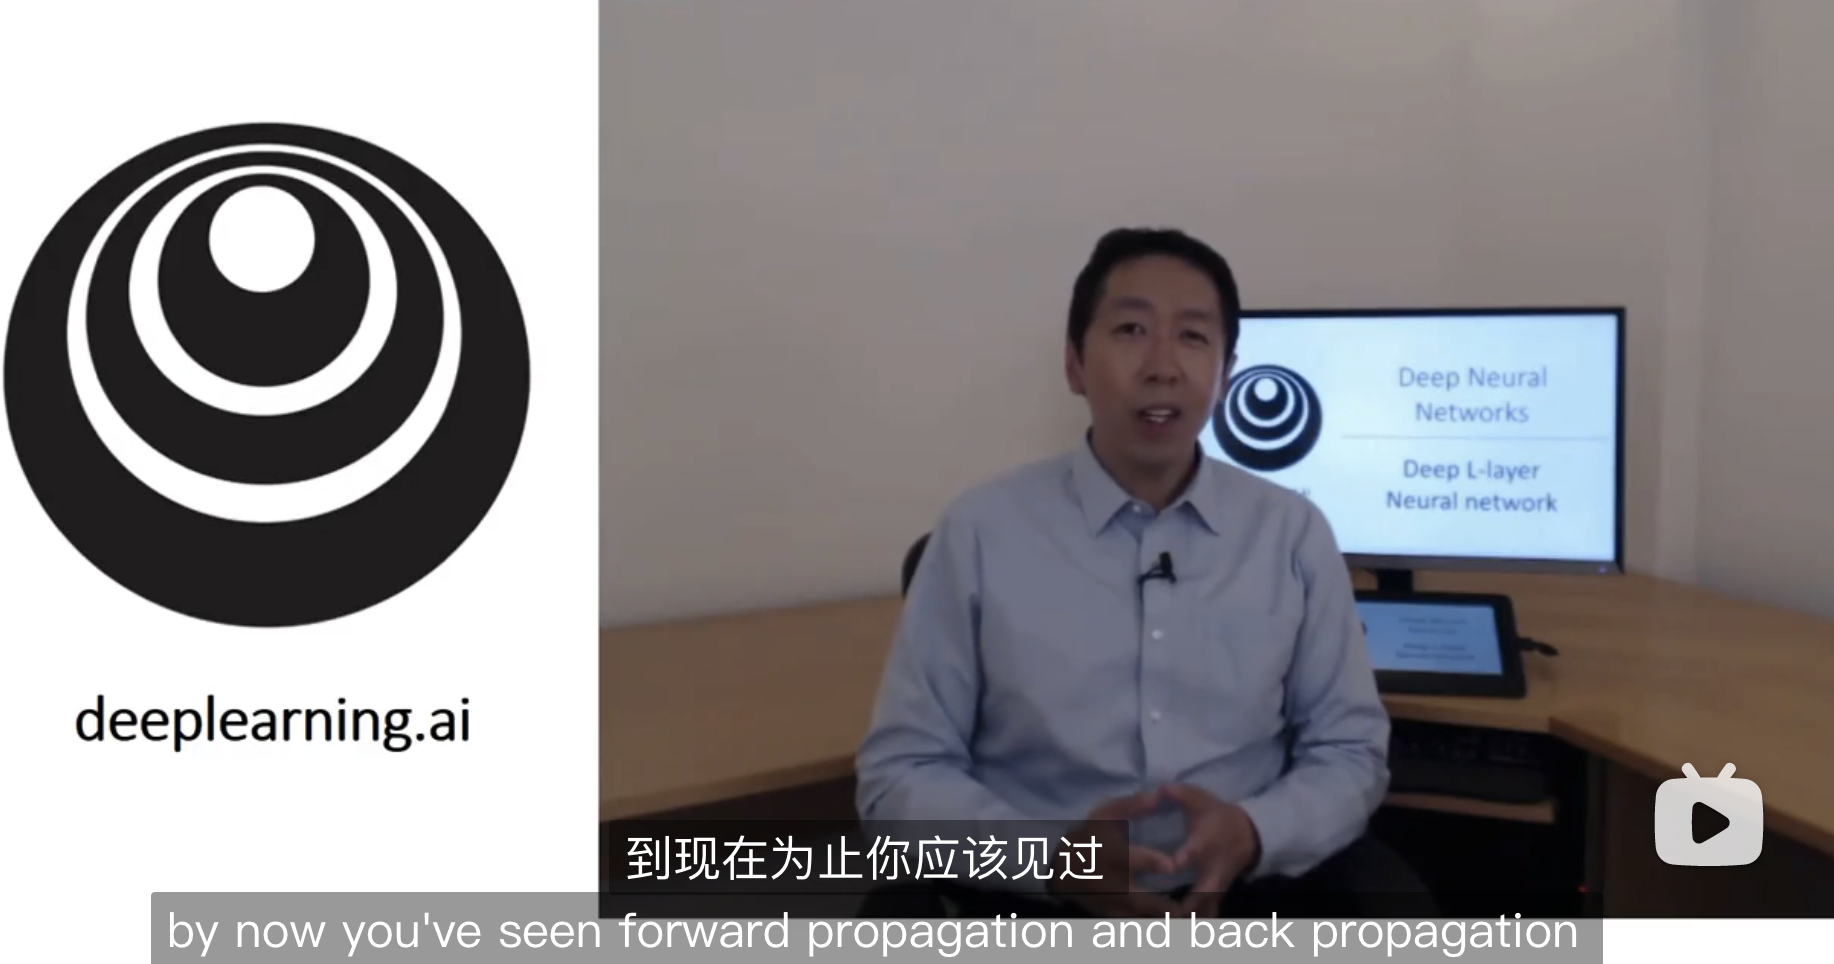 deeplearning.ai
Deep Neural
Networks
Deep L-layer
Neural network
到现在为止你应该见过
by now you've seen forward propagation and back propagation